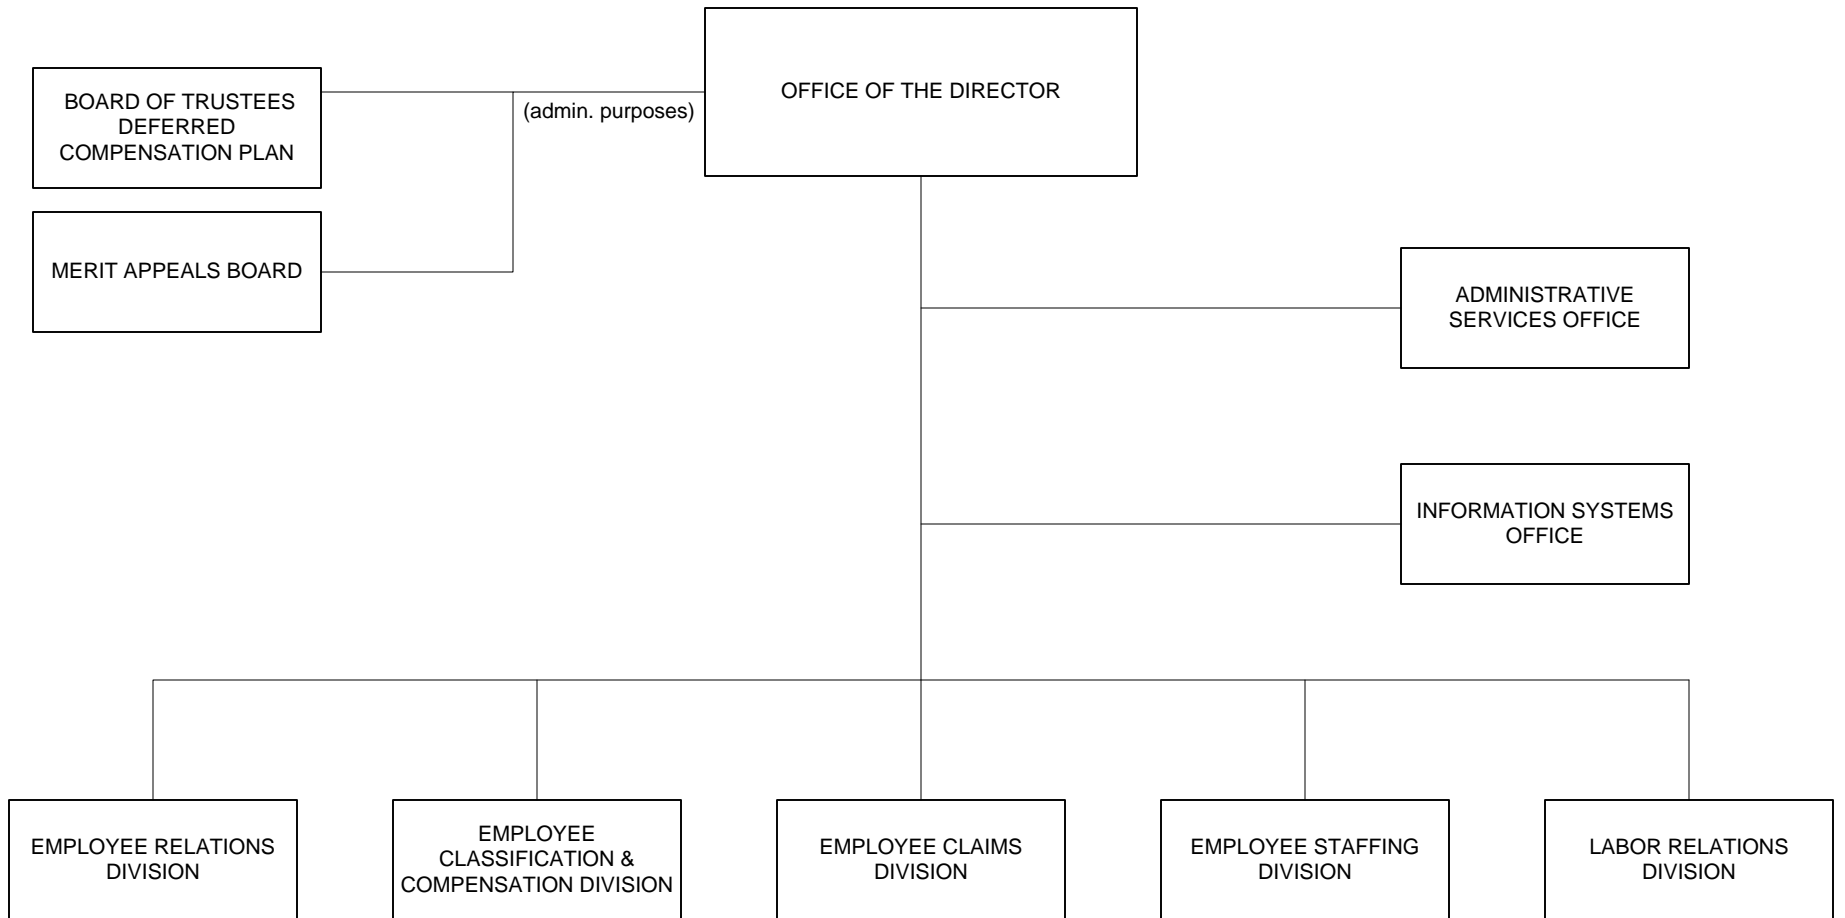 OFFICE OF THE DIRECTOR
BOARD OF TRUSTEES
DEFERRED
COMPENSATION PLAN
(admin. purposes)
MERIT APPEALS BOARD
ADMINISTRATIVE
SERVICES OFFICE
INFORMATION SYSTEMS
OFFICE
EMPLOYEE RELATIONS
DIVISION
EMPLOYEE
CLASSIFICATION &
COMPENSATION DIVISION
EMPLOYEE CLAIMS
DIVISION
EMPLOYEE STAFFING
DIVISION
LABOR RELATIONS
DIVISION